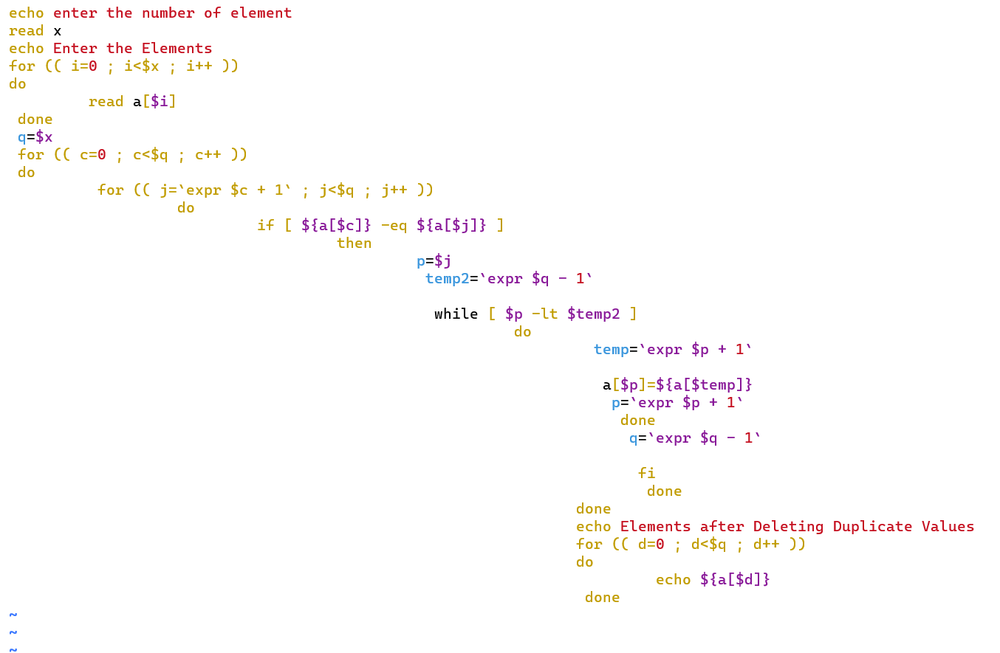 echo enter the number of element
read x
echo Enter the Elements
for (( i=0 ; i<$x ; i++ ))
do
read a[$i]
done
q=$x
for (( c=0 ; c<$q ; c++ ))
do
for (( j=`expr $c + 1` ; j<$q ; j++ ))
do
if [ ${a[$c]} -eq ${a[$j]} ]
then
p=$j
temp2=`expr $q - 1`
while [ $p -lt $temp2 ]
do
temp=`expr $p + 1`
a[$p]=${a[$temp]}
p=`expr $p + 1`
done
q=`expr $q - 1`
fi
done
done
echo Elements after Deleting Duplicate Values
for (( d=0 ; d<$q ; d++ ))
do
echo ${a[$d]}
done
~
~
~